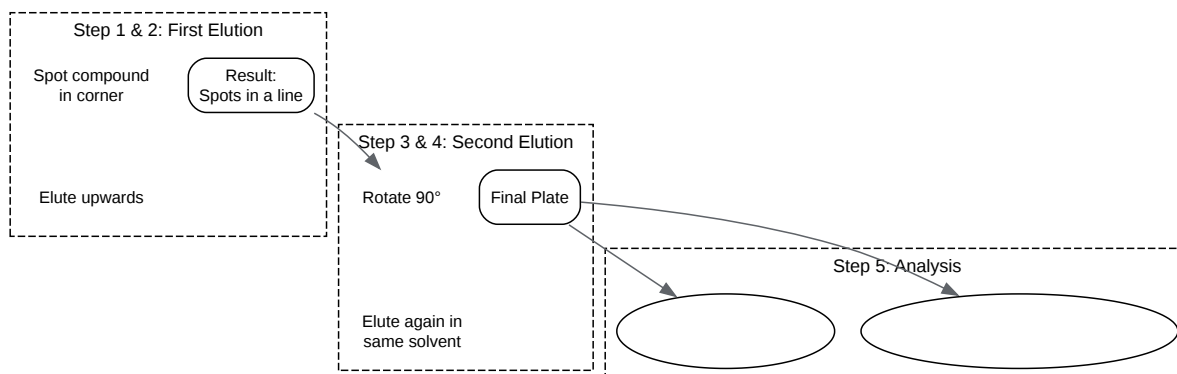 Step 1 & 2: First Elution
Spot compound
in corner
Result:
Spots in a line
Elute upwards
Step 3 & 4: Second Elution
Rotate 90°
Final Plate
Elute again in
same solvent
Step 5: Analysis